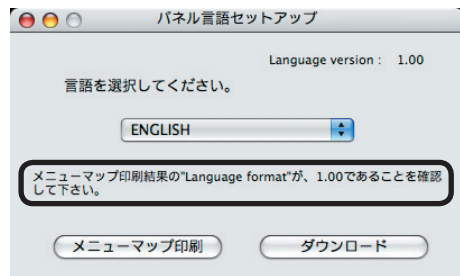 パネル言語セットアップ
Language version : 1.00
言語を選択してください。
ENGLISH
メニューマップ印刷結果の"Language format"が、1.00であることを確認
して下さい。
メニューマップ印刷 ダウンロード